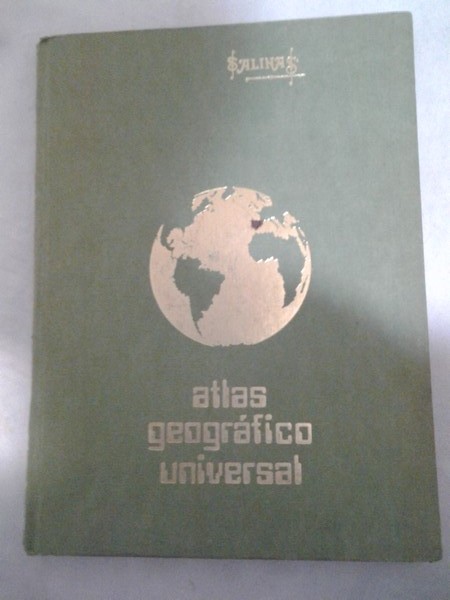 SALINAS
atlas
geográfico
universal